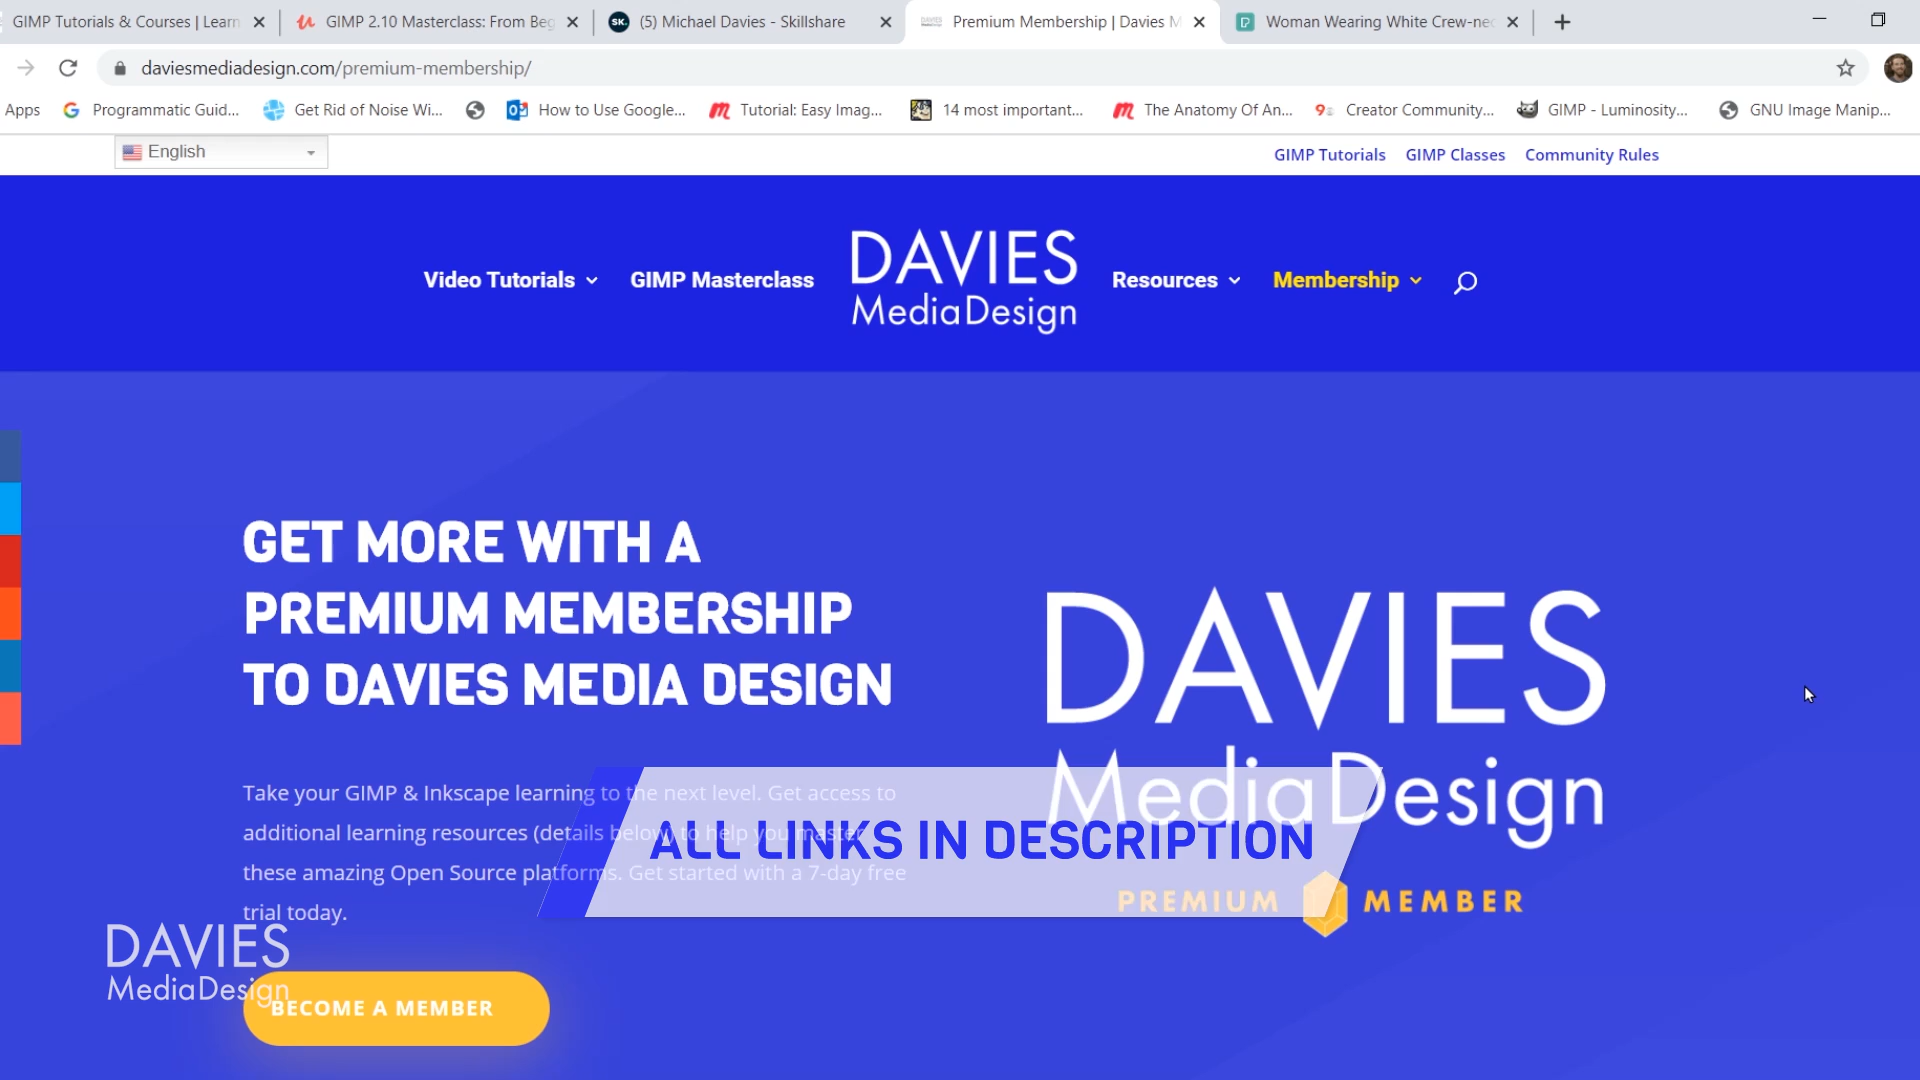 GIMP Tutorials & Courses | Learn
GIMP 2.10 Masterclass: From Beg
SK.
(5) Michael Davies - Skillshare
Premium Membership | Davies M
Woman Wearing White Crew-nec
daviesmediadesign.com/premium-membership/
Apps
Programmatic Guid...
Get Rid of Noise Wi...
How to Use Google...
Tutorial: Easy Imag...
14 most important...
The Anatomy Of An...
Creator Community...
GIMP - Luminosity...
GNU Image Manip...
English
GIMP Tutorials
GIMP Classes
Community Rules
Video Tutorials
GIMP Masterclass
DAVIES
MediaDesign
Resources
Membership
GET MORE WITH A
PREMIUM MEMBERSHIP
TO DAVIES MEDIA DESIGN
DAVIES
MediaDesign
PREMIUM MEMBER
Take your GIMP & Inkscape learning to the next level. Get access to
additional learning resources (details below) to help you master
these amazing Open Source platforms. Get started with a 7-day free
trial today.
ALL LINKS IN DESCRIPTION
DAVIES
MediaDesign
BECOME A MEMBER